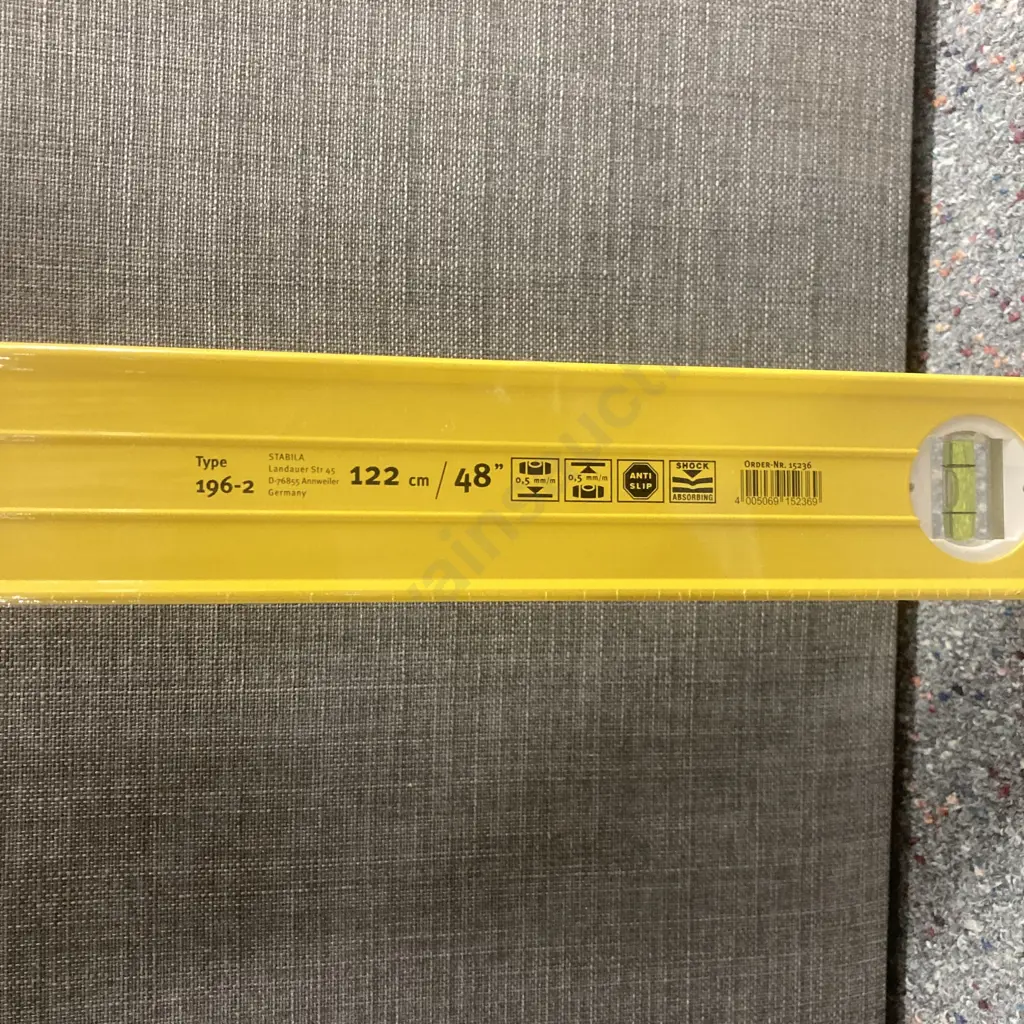 Type
196-2
STABILA
Landauer Str 45
D-76855 Annweiler
Germany
122 cm / 48”
0,5 mm/m
0,5 mm/m
ANTI
SLIP
SHOCK
ABSORBING
ORDER-NR. 15236
4 005069 152369